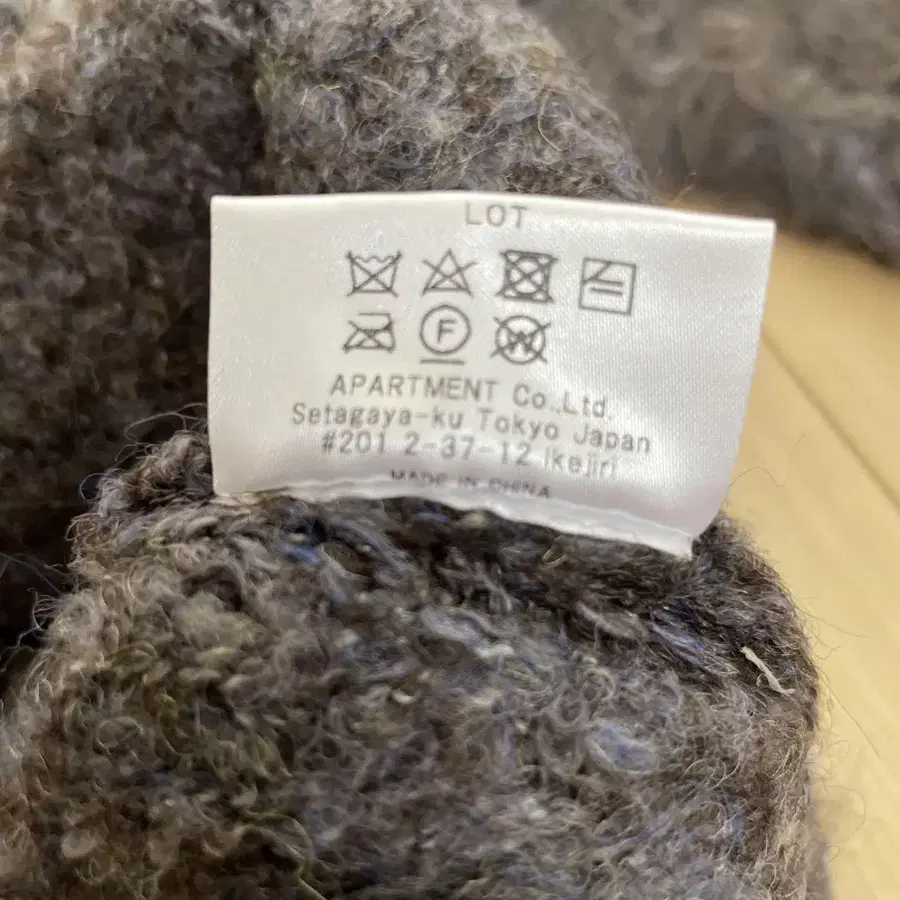 LOT
F
W
APARTMENT Co.,Ltd.
Setagaya-ku Tokyo Japan
#201 2-37-12 Ikejiri
MADE IN CHINA